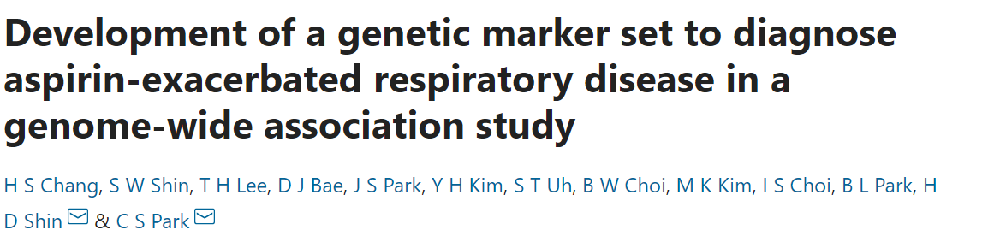 Development of a genetic marker set to diagnose
aspirin-exacerbated respiratory disease in a
genome-wide association study
H S Chang, S W Shin, T H Lee, D J Bae, J S Park, Y H Kim, S T Uh, B W Choi, M K Kim, I S Choi, B L Park, H
D Shin & C S Park